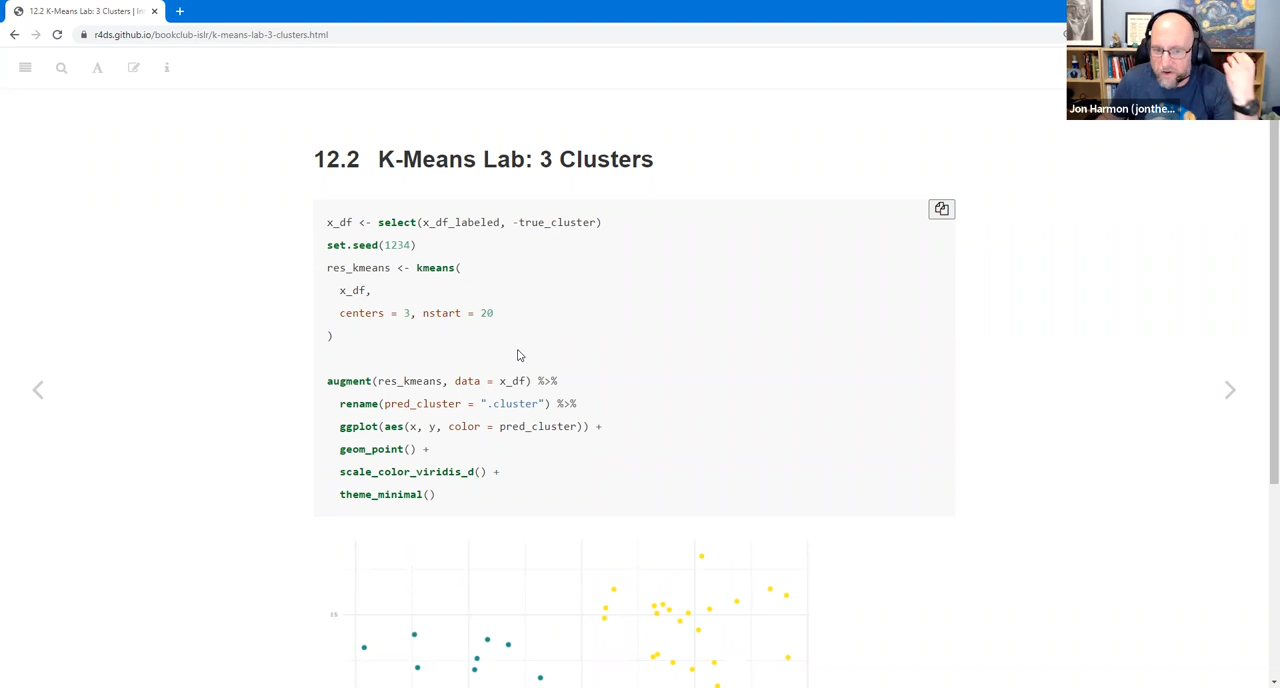 12.2 K-Means Lab: 3 Clusters | In
r4ds.github.io/bookclub-islr/k-means-lab-3-clusters.html
Jon Harmon (jonthe...
12.2 K-Means Lab: 3 Clusters
x_df <- select(x_df_labeled, -true_cluster)
set.seed(1234)
res_kmeans <- kmeans(
x_df,
centers = 3, nstart = 20
)
augment(res_kmeans, data = x_df) %>%
rename(pred_cluster = ".cluster") %>%
ggplot(aes(x, y, color = pred_cluster)) +
geom_point() +
scale_color_viridis_d() +
theme_minimal()